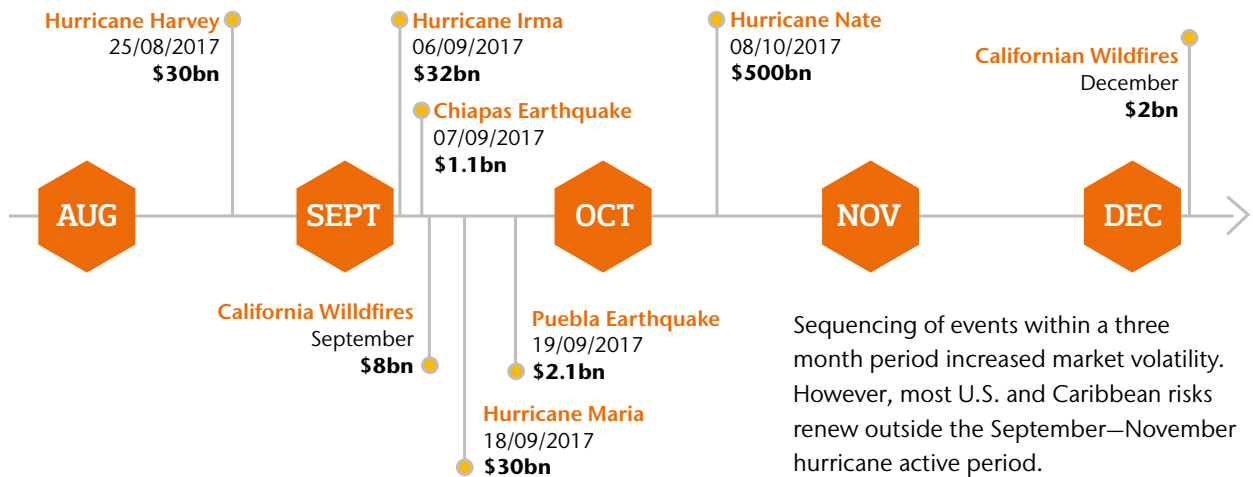 Hurricane Harvey
25/08/2017
$30bn
Hurricane Irma
06/09/2017
$32bn
Chiapas Earthquake
07/09/2017
$1.1bn
Hurricane Nate
08/10/2017
$500bn
Californian Wildfires
December
$2bn
AUG
SEPT
OCT
NOV
DEC
California Willdfires
September
$8bn
Hurricane Maria
18/09/2017
$30bn
Puebla Earthquake
19/09/2017
$2.1bn
Sequencing of events within a three
month period increased market volatility.
However, most U.S. and Caribbean risks
renew outside the September—November
hurricane active period.